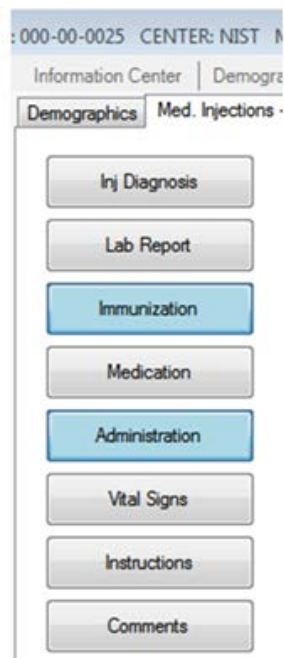 : 000-00-0025 CENTER: NIST
Information Center Demogra
Demographics Med. Injections -
Inj Diagnosis
Lab Report
Immunization
Medication
Administration
Vital Signs
Instructions
Comments